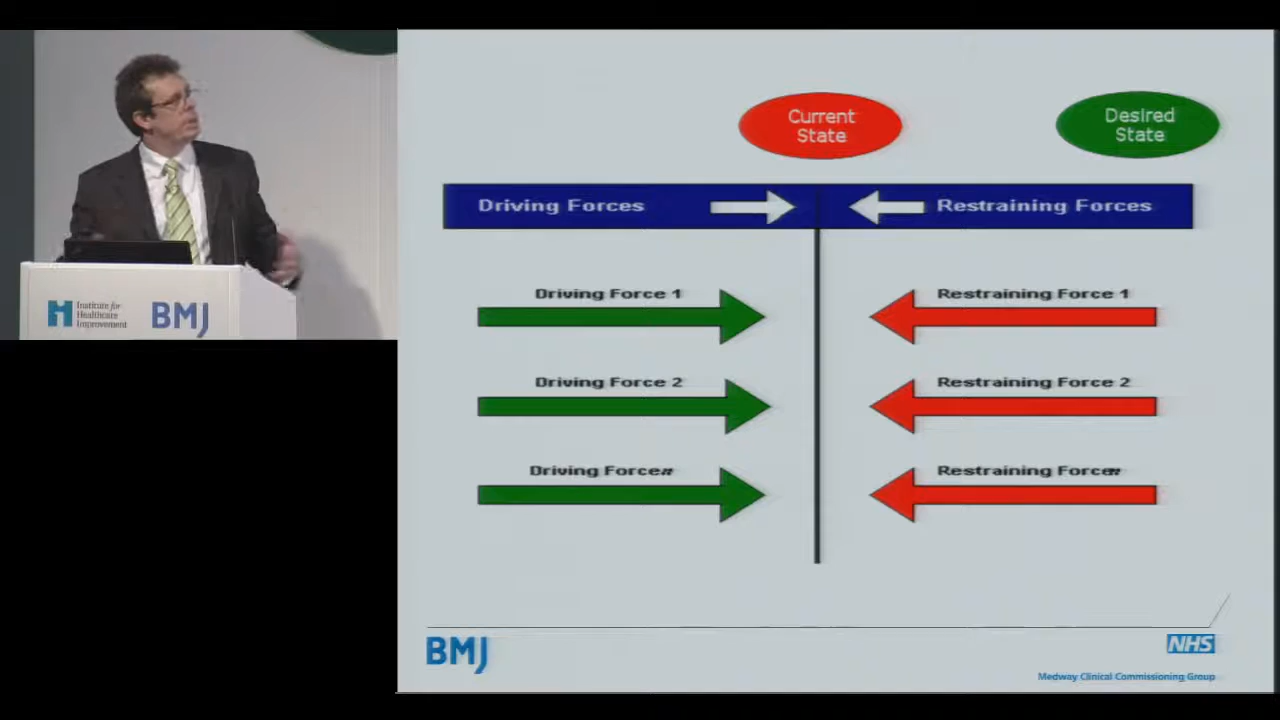 Institute for
Healthcare
Improvement
BMJ
Current
State
Desired
State
Driving Forces
Restraining Forces
Driving Force 1
Restraining Force 1
Driving Force 2
Restraining Force 2
Driving Force n
Restraining Force n
BMJ
NHS
Medway Clinical Commissioning Group